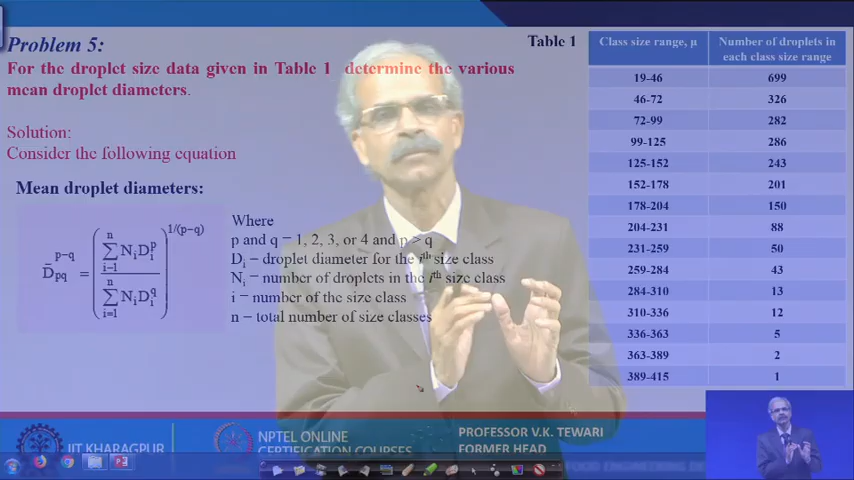 Problem 5:
For the droplet size data given in Table 1 determine the various
mean droplet diameters.
Solution:
Consider the following equation
Mean droplet diameters:
D̄pq^p-q = (∑ i=1 n NiDi^p / ∑ i=1 n NiDi^q)^1/(p-q)
Where
p and q = 1, 2, 3, or 4 and p > q
Di – droplet diameter for the ith size class
Ni = number of droplets in the ith size class
i = number of the size class
n – total number of size classes
Table 1
Class size range, μ Number of droplets in each class size range
19-46 699
46-72 326
72-99 282
99-125 286
125-152 243
152-178 201
178-204 150
204-231 88
231-259 50
259-284 43
284-310 13
310-336 12
336-363 5
363-389 2
389-415 1
IIT KHARAGPUR
NPTEL ONLINE
CERTIFICATION COURSES
PROFESSOR V.K. TEWARI
FORMER HEAD